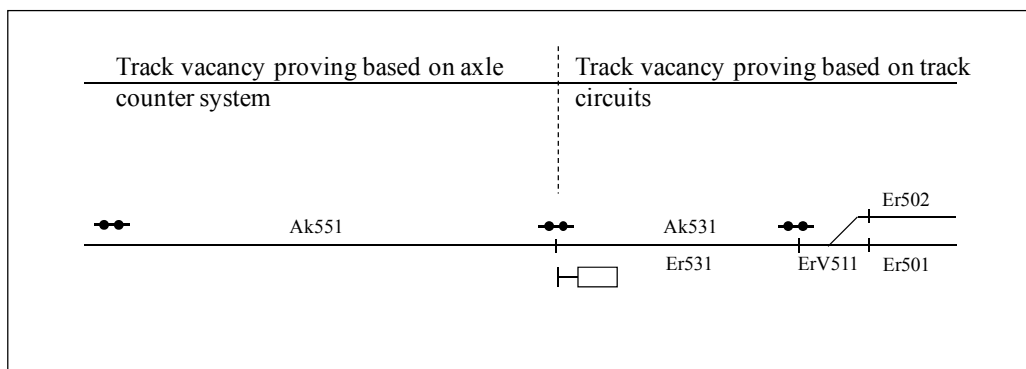 Track vacancy proving based on axle
counter system
Track vacancy proving based on track
circuits
Er502
Ak551
Ak531
Er531
ErV511
Er501